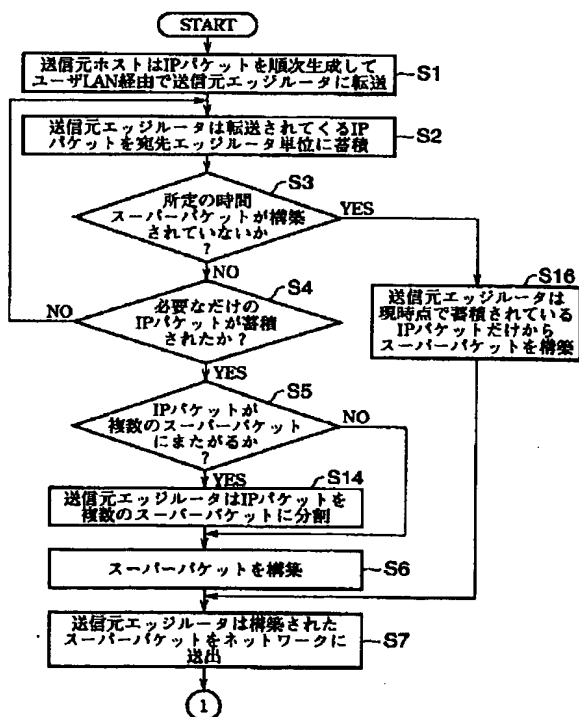 START
送信元ホストはIPパケットを順次生成して
ユーザLAN経由で送信元エッジルータに転送
S1
送信元エッジルータは転送されてくるIP
パケットを宛先エッジルータ単位に蓄積
S2
S3
所定の時間
スーパーパケットが構築
されていないか
?
YES
NO
S4
必要なだけの
IPパケットが蓄積
されたか?
NO
YES
S16
送信元エッジルータは
現時点で蓄積されている
IPパケットだけから
スーパーパケットを構築
S5
IPパケットが
複数のスーパーパケット
にまたがるか
?
NO
YES
S14
送信元エッジルータはIPパケットを
複数のスーパーパケットに分割
スーパーパケットを構築
S6
送信元エッジルータは構築された
スーパーパケットをネットワークに
送出
S7
1